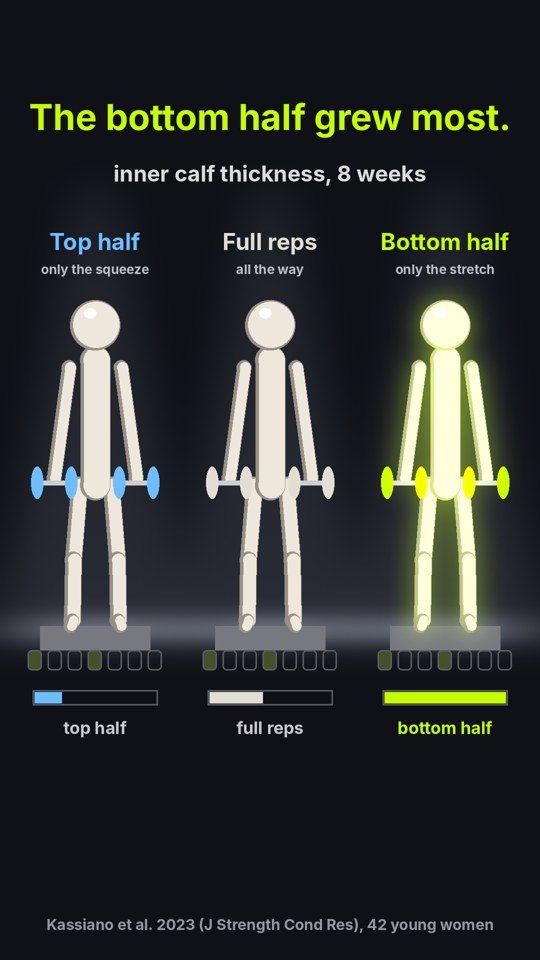 The bottom half grew most.
inner calf thickness, 8 weeks
Top half
only the squeeze
Full reps
all the way
Bottom half
only the stretch
top half
full reps
bottom half
Kassiano et al. 2023 (J Strength Cond Res), 42 young women